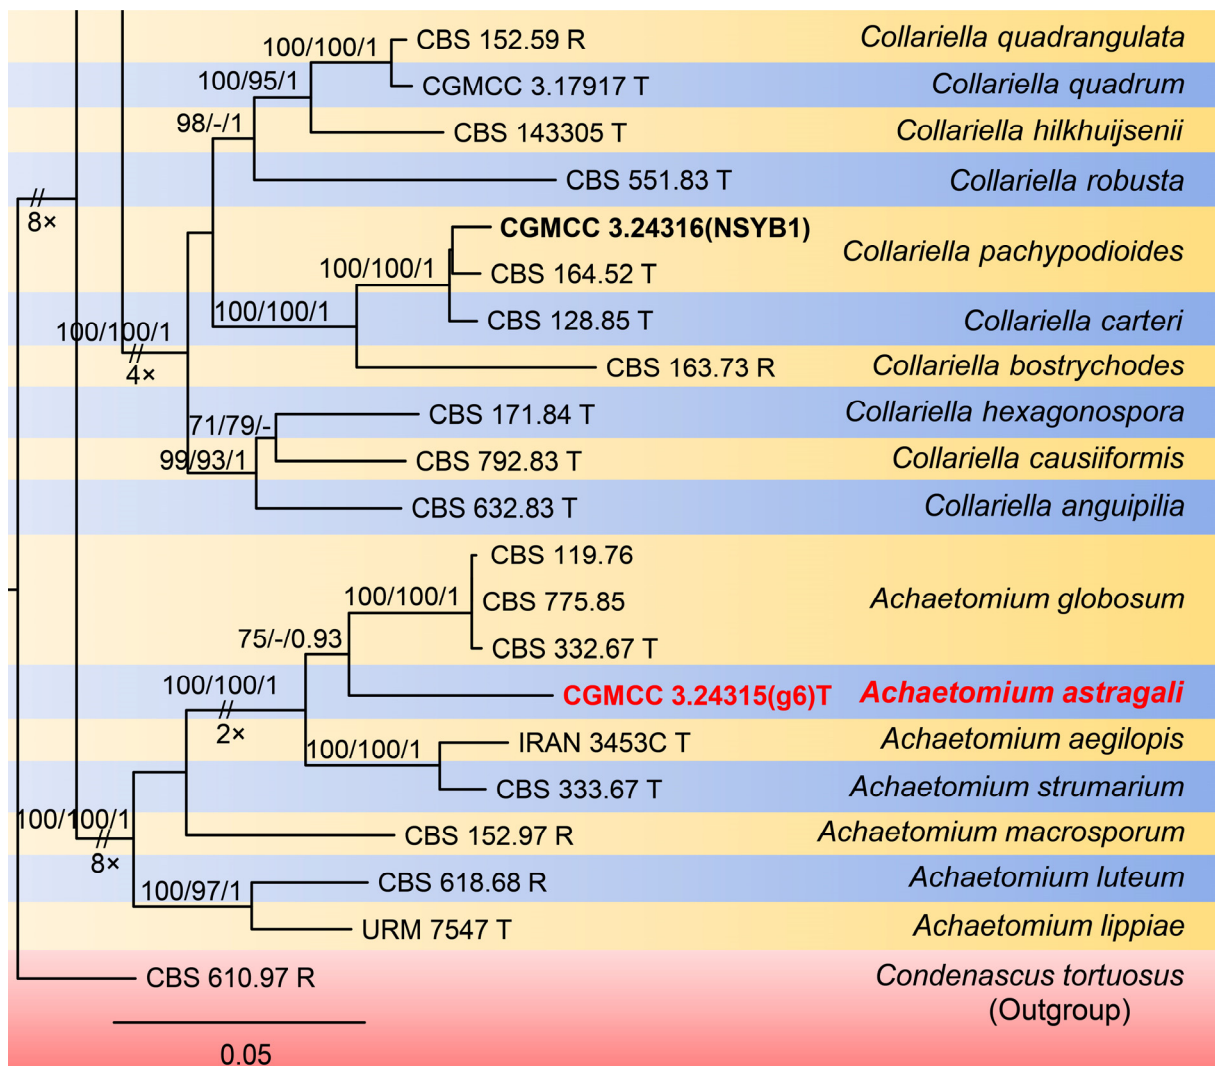 100/100/1
CBS 152.59 R
Collariella quadrangulata
100/95/1
CGMCC 3.17917 T
Collariella quadrum
98/-/1
CBS 143305 T
Collariella hilkhuijsenii
CBS 551.83 T
Collariella robusta
8×
CGMCC 3.24316(NSYB1)
Collariella pachypodioides
100/100/1
CBS 164.52 T
100/100/1
CBS 128.85 T
Collariella carteri
100/100/1
4×
CBS 163.73 R
Collariella bostrychodes
CBS 171.84 T
Collariella hexagonospora
71/79/-
99/93/1
CBS 792.83 T
Collariella causiiformis
CBS 632.83 T
Collariella anguipilia
CBS 119.76
100/100/1
CBS 775.85
Achaetomium globosum
75/-/0.93
CBS 332.67 T
100/100/1
CGMCC 3.24315(g6)T
Achaetomium astragali
2×
100/100/1
IRAN 3453C T
Achaetomium aegilopis
CBS 333.67 T
Achaetomium strumarium
100/100/1
CBS 152.97 R
Achaetomium macrosporum
8×
100/97/1
CBS 618.68 R
Achaetomium luteum
URM 7547 T
Achaetomium lippiae
CBS 610.97 R
Condenascus tortuosus
(Outgroup)
0.05